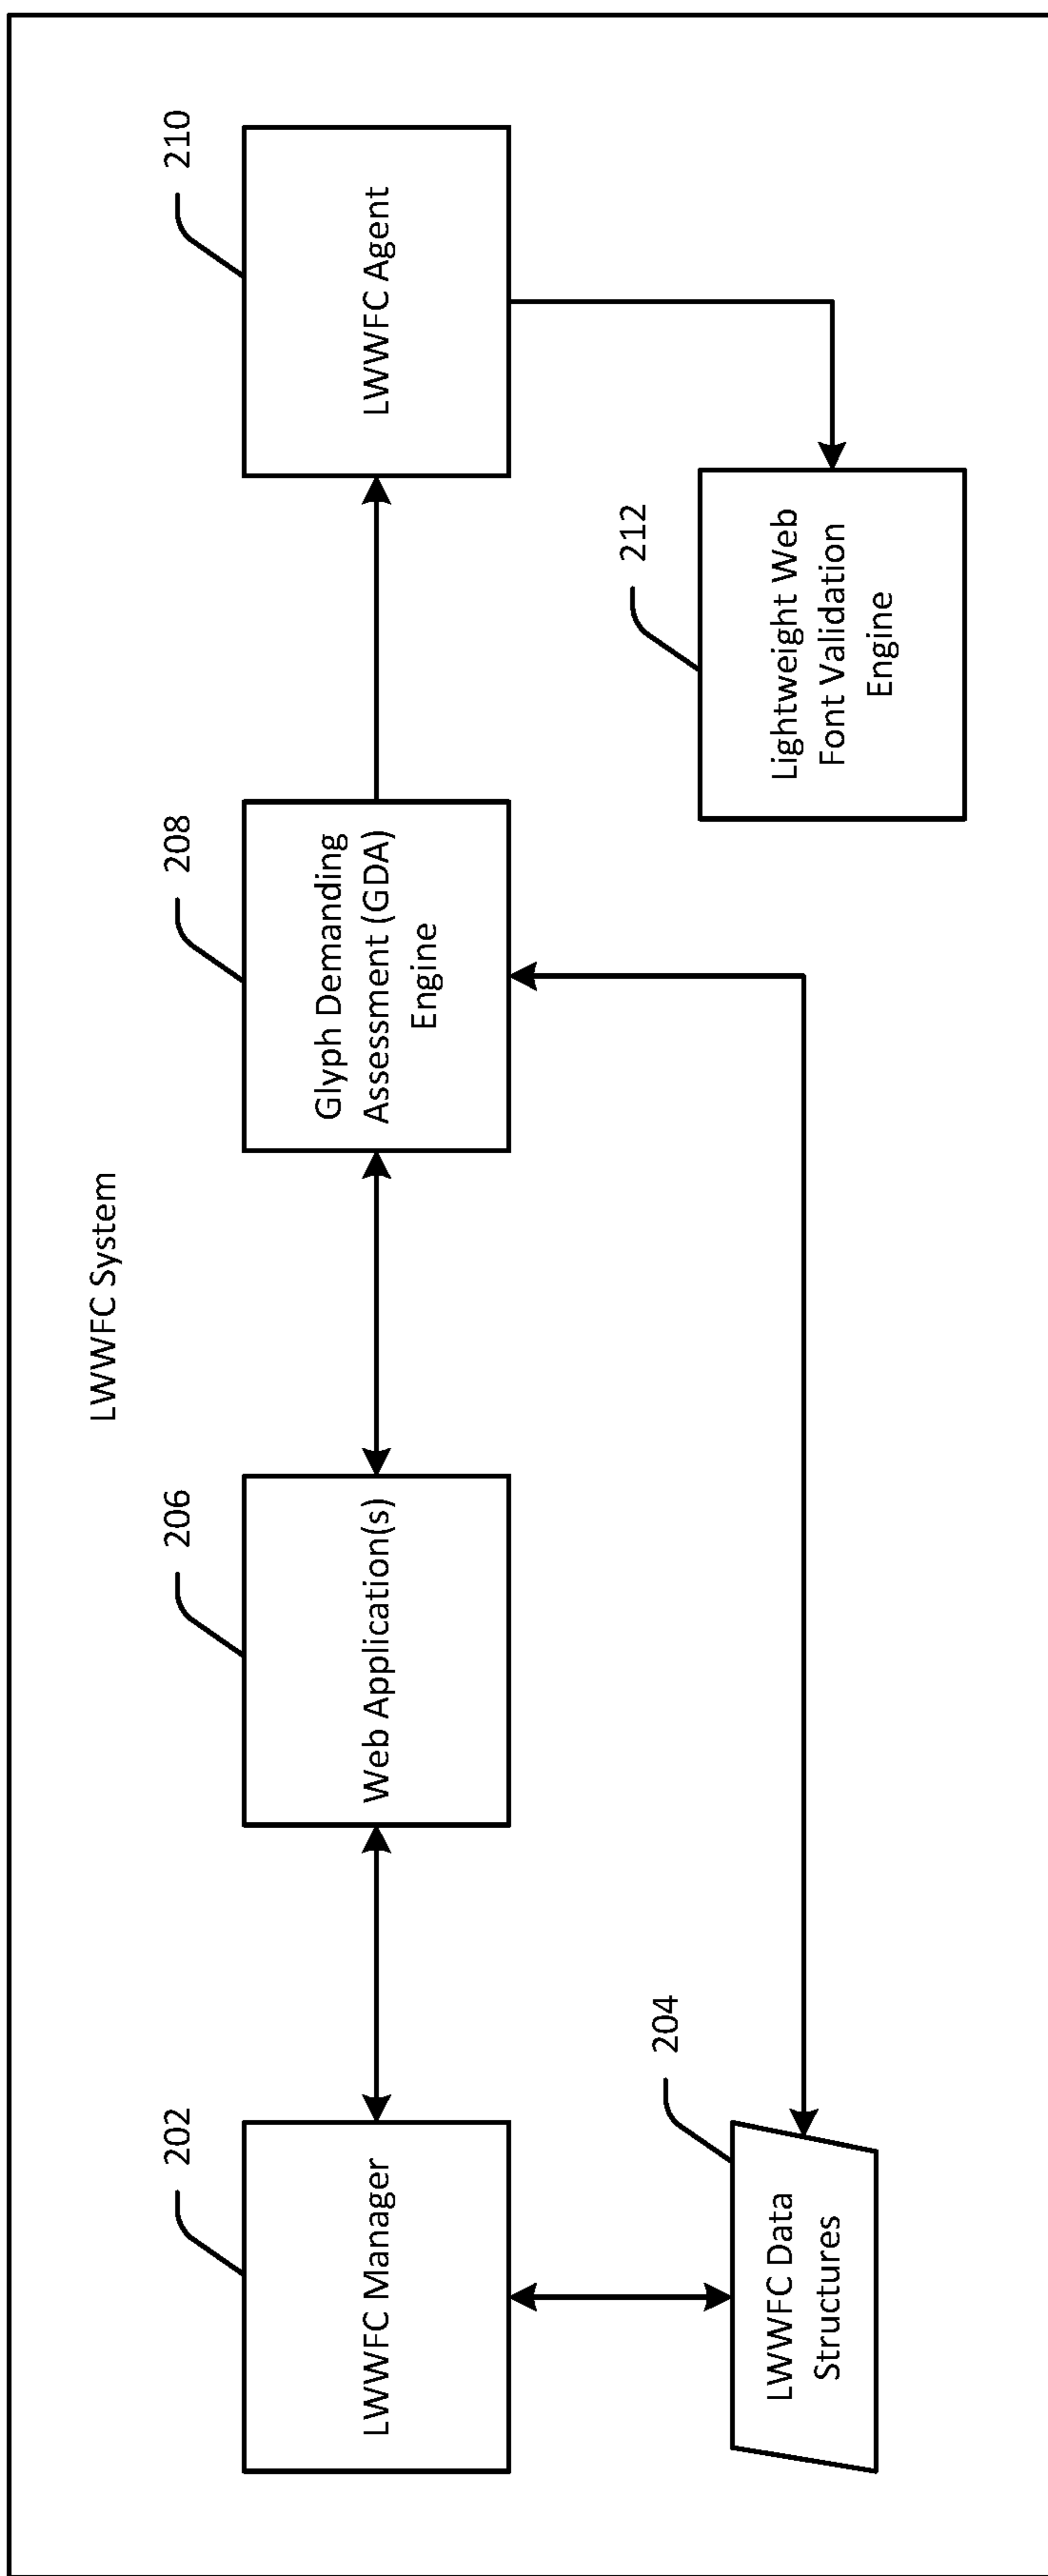 LWWFC System
202
LWWFC Manager
206
Web Application(s)
208
Glyph Demanding
Assessment (GDA)
Engine
210
LWWFC Agent
204
LWWFC Data
Structures
212
Lightweight Web
Font Validation
Engine